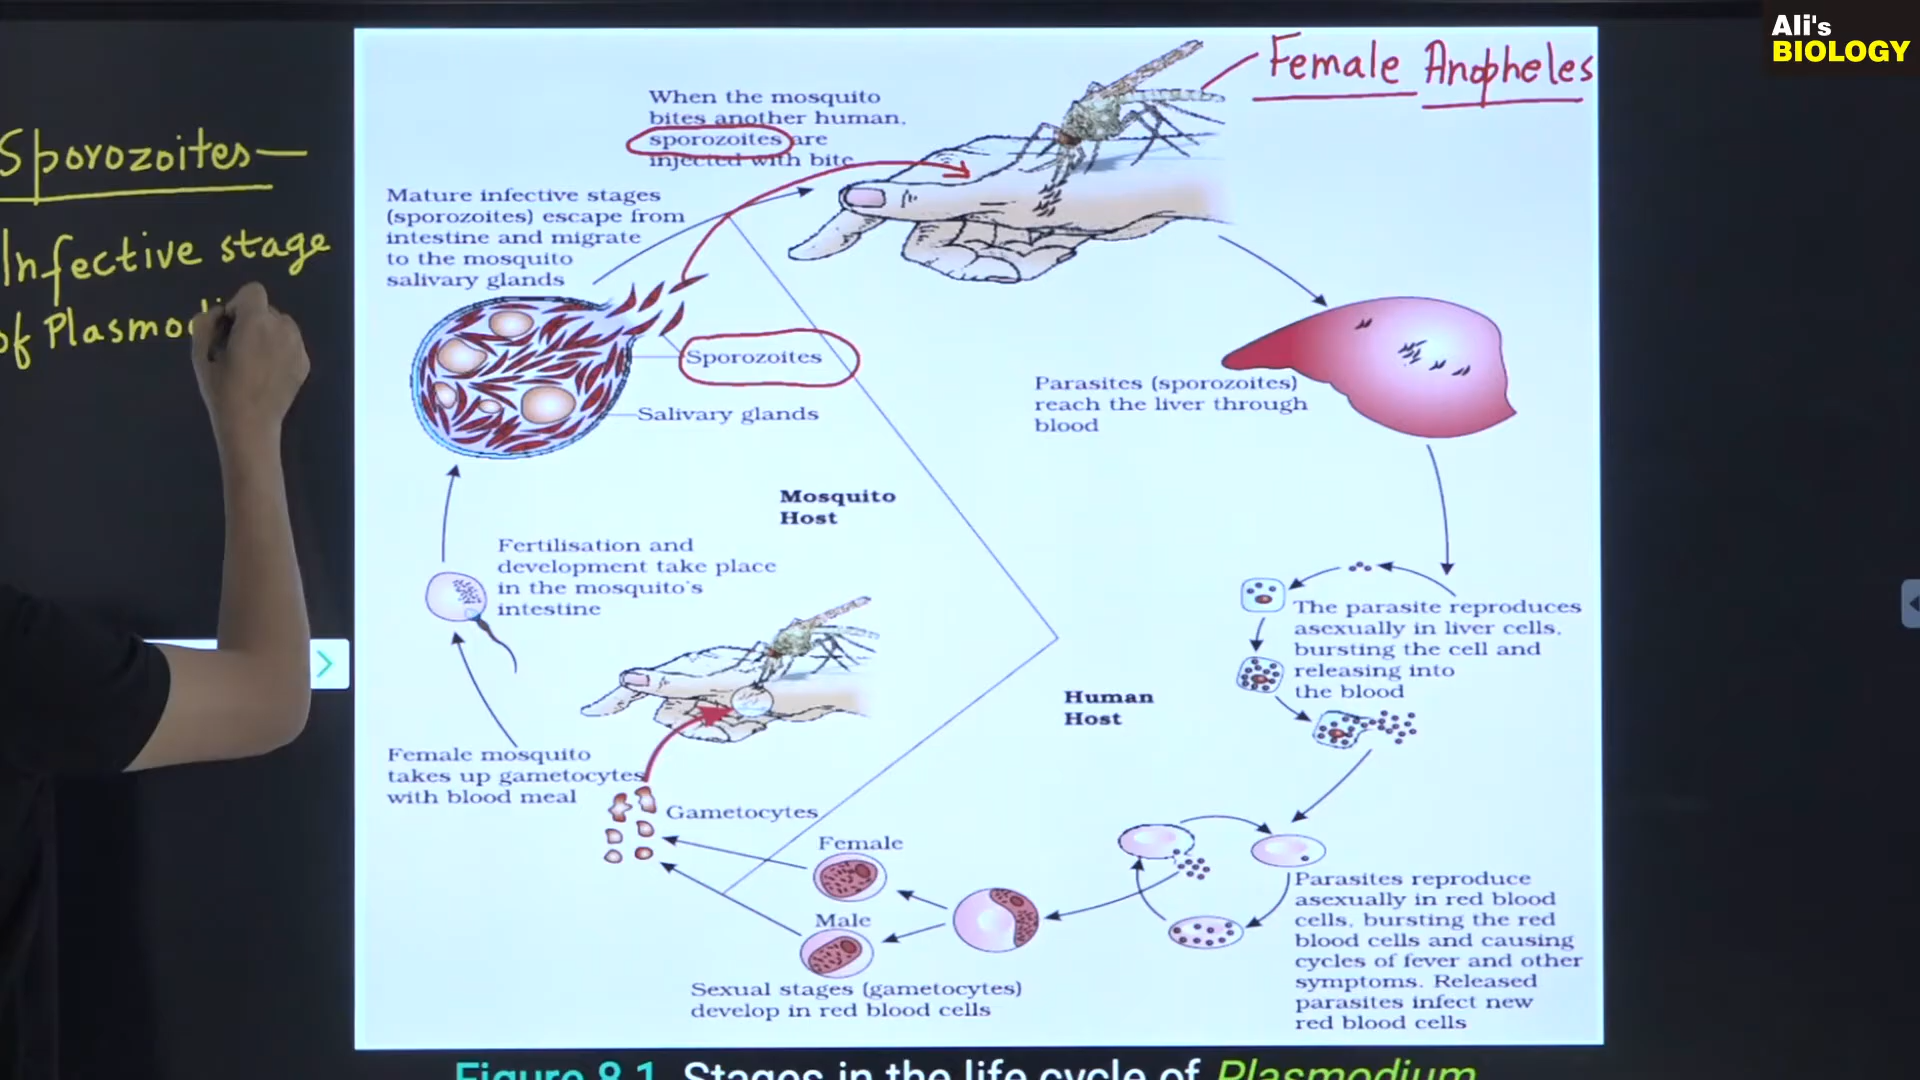 Ali's
BIOLOGY
Female Anopheles
Sporozoites—
Infective stage
of Plasmodi
When the mosquito
bites another human,
sporozoites are
injected with bite
Mature infective stages
(sporozoites) escape from
intestine and migrate
to the mosquito
salivary glands
Sporozoites
Salivary glands
Parasites (sporozoites)
reach the liver through
blood
Mosquito
Host
Fertilisation and
development take place
in the mosquito's
intestine
The parasite reproduces
asexually in liver cells,
bursting the cell and
releasing into
the blood
Human
Host
Female mosquito
takes up gametocytes
with blood meal
Gametocytes
Female
Male
Sexual stages (gametocytes)
develop in red blood cells
Parasites reproduce
asexually in red blood
cells, bursting the red
blood cells and causing
cycles of fever and other
symptoms. Released
parasites infect new
red blood cells
Figure 8.1 Stages in the life cycle of Plasmodium